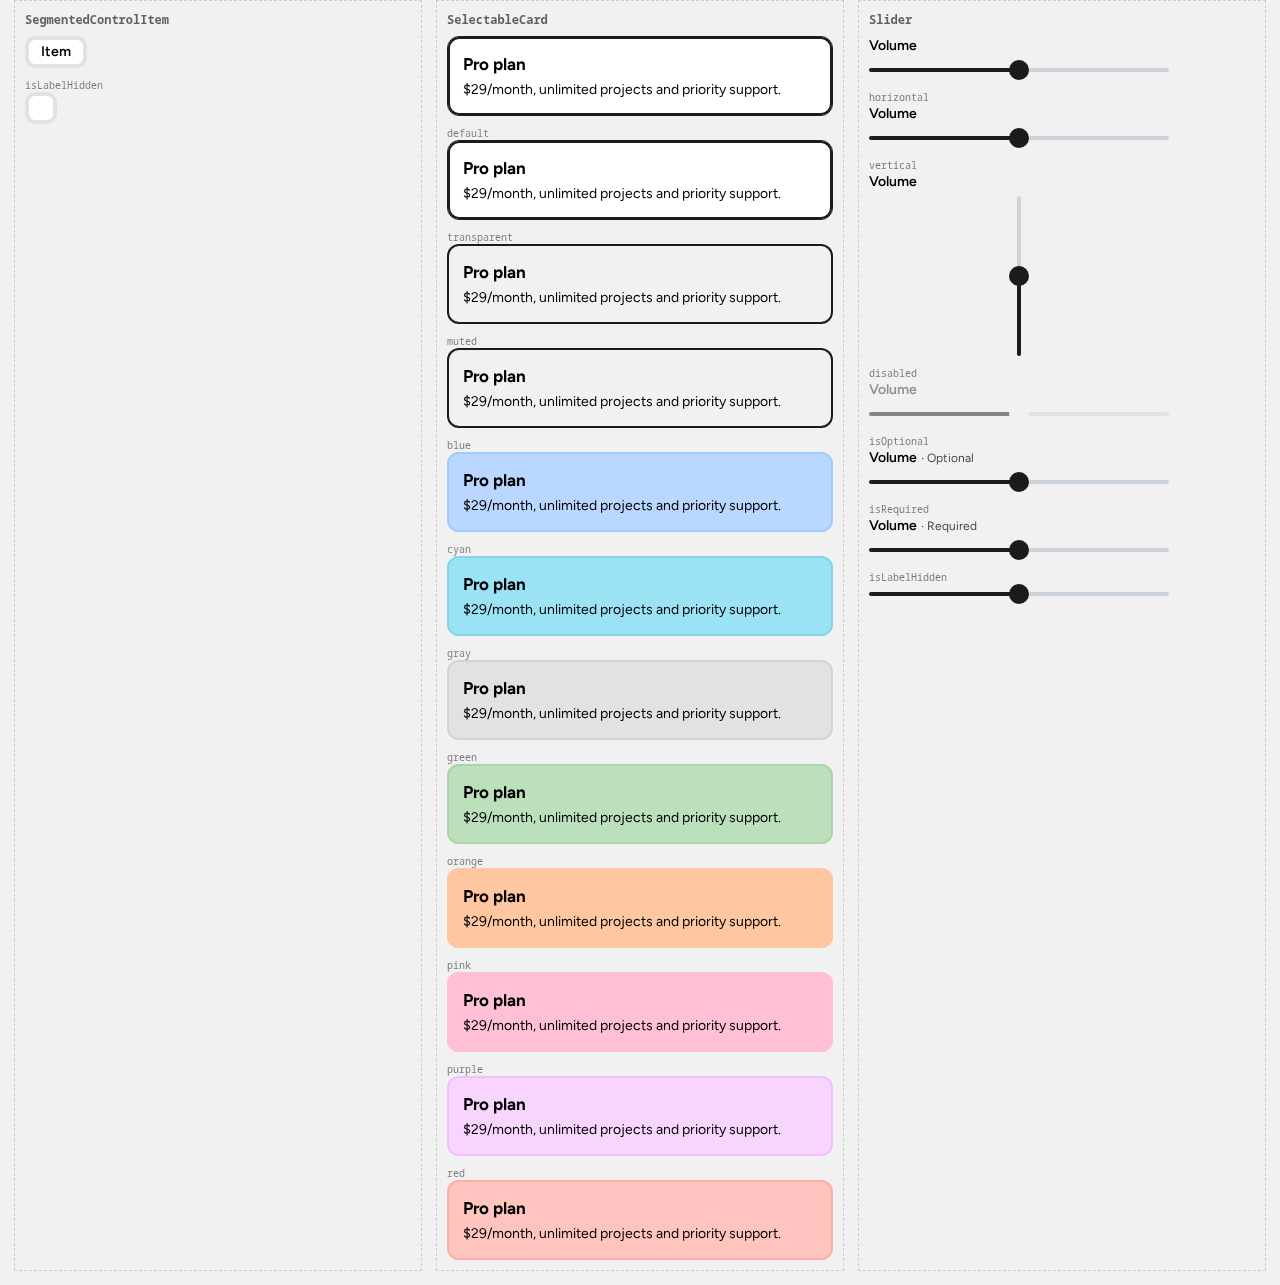 SegmentedControlItem
Item
isLabelHidden
SelectableCard
Pro plan
$29/month, unlimited projects and priority support.
default
Pro plan
$29/month, unlimited projects and priority support.
transparent
Pro plan
$29/month, unlimited projects and priority support.
muted
Pro plan
$29/month, unlimited projects and priority support.
blue
Pro plan
$29/month, unlimited projects and priority support.
cyan
Pro plan
$29/month, unlimited projects and priority support.
gray
Pro plan
$29/month, unlimited projects and priority support.
green
Pro plan
$29/month, unlimited projects and priority support.
orange
Pro plan
$29/month, unlimited projects and priority support.
pink
Pro plan
$29/month, unlimited projects and priority support.
purple
Pro plan
$29/month, unlimited projects and priority support.
red
Pro plan
$29/month, unlimited projects and priority support.
Slider
Volume
horizontal
Volume
vertical
Volume
disabled
Volume
isOptional
Volume · Optional
isRequired
Volume · Required
isLabelHidden